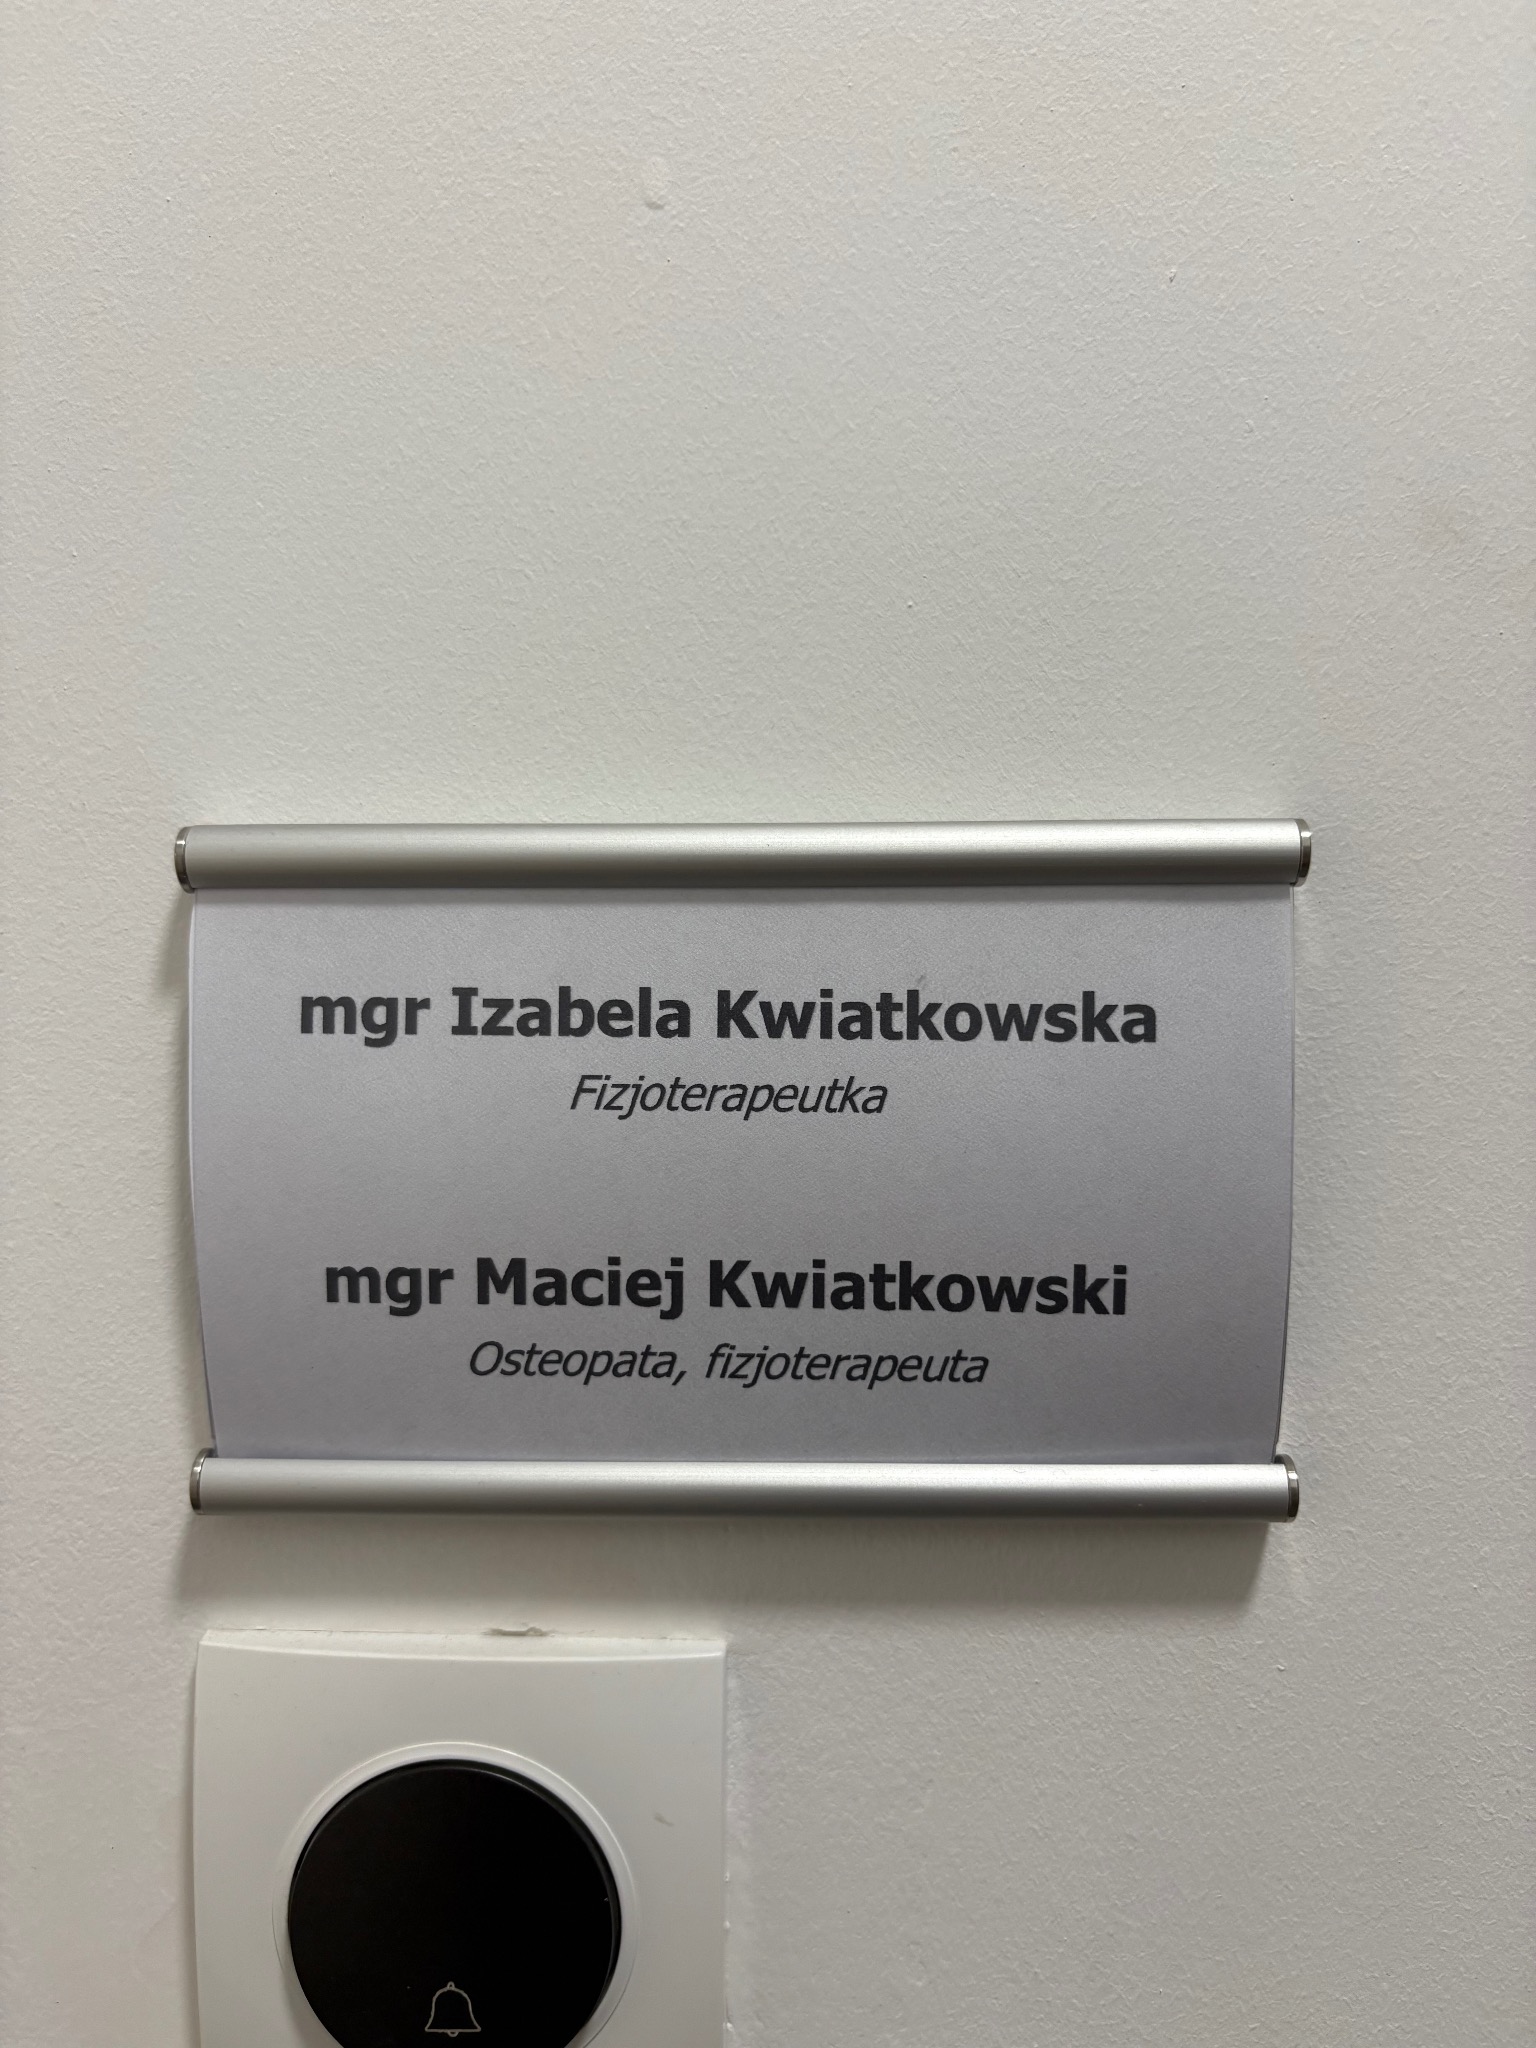 mgr Izabela Kwiatkowska
Fizjoterapeutka
mgr Maciej Kwiatkowski
Osteopata, fizjoterapeuta